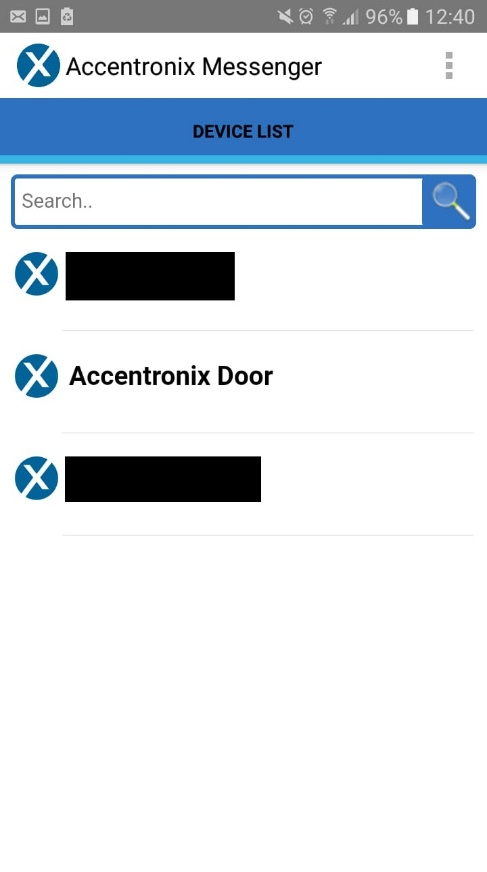 96% 12:40
Accentronix Messenger
DEVICE LIST
Search..
Accentronix Door